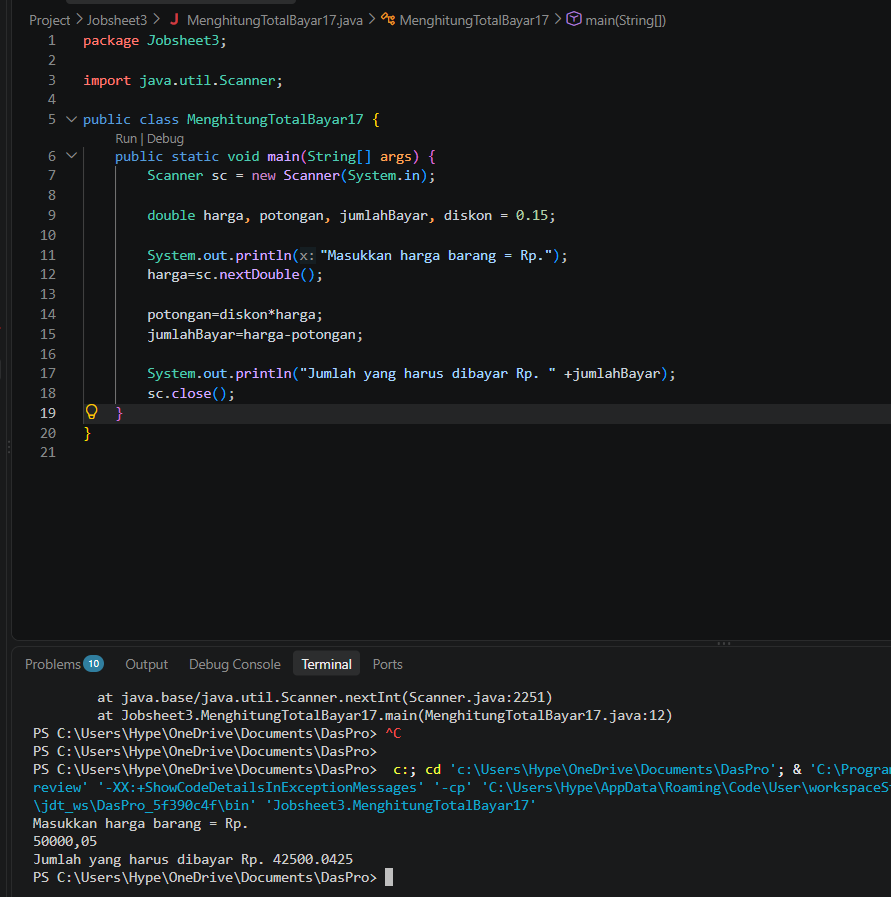 Project > Jobsheet3 > J MenghitungTotalBayar17.java > MenghitungTotalBayar17 > main(String[])
1 package Jobsheet3;
2
3 import java.util.Scanner;
4
5 public class MenghitungTotalBayar17 {
Run | Debug
6 public static void main(String[] args) {
7 Scanner sc = new Scanner(System.in);
8
9 double harga, potongan, jumlahBayar, diskon = 0.15;
10
11 System.out.println(x: "Masukkan harga barang = Rp.");
12 harga=sc.nextDouble();
13
14 potongan=diskon*harga;
15 jumlahBayar=harga-potongan;
16
17 System.out.println("Jumlah yang harus dibayar Rp. " +jumlahBayar);
18 sc.close();
19 }
20 }
21
Problems 10 Output Debug Console Terminal Ports
at java.base/java.util.Scanner.nextInt(Scanner.java:2251)
at Jobsheet3.MenghitungTotalBayar17.main(MenghitungTotalBayar17.java:12)
PS C:\Users\Hype\OneDrive\Documents\DasPro> ^C
PS C:\Users\Hype\OneDrive\Documents\DasPro>
PS C:\Users\Hype\OneDrive\Documents\DasPro> c:; cd 'c:\Users\Hype\OneDrive\Documents\DasPro'; & 'C:\Progra
review' '-XX:+ShowCodeDetailsInExceptionMessages' '-cp' 'C:\Users\Hype\AppData\Roaming\Code\User\workspaceS
\jdt_ws\DasPro_5f390c4f\bin' 'Jobsheet3.MenghitungTotalBayar17'
Masukkan harga barang = Rp.
50000,05
Jumlah yang harus dibayar Rp. 42500.0425
PS C:\Users\Hype\OneDrive\Documents\DasPro>